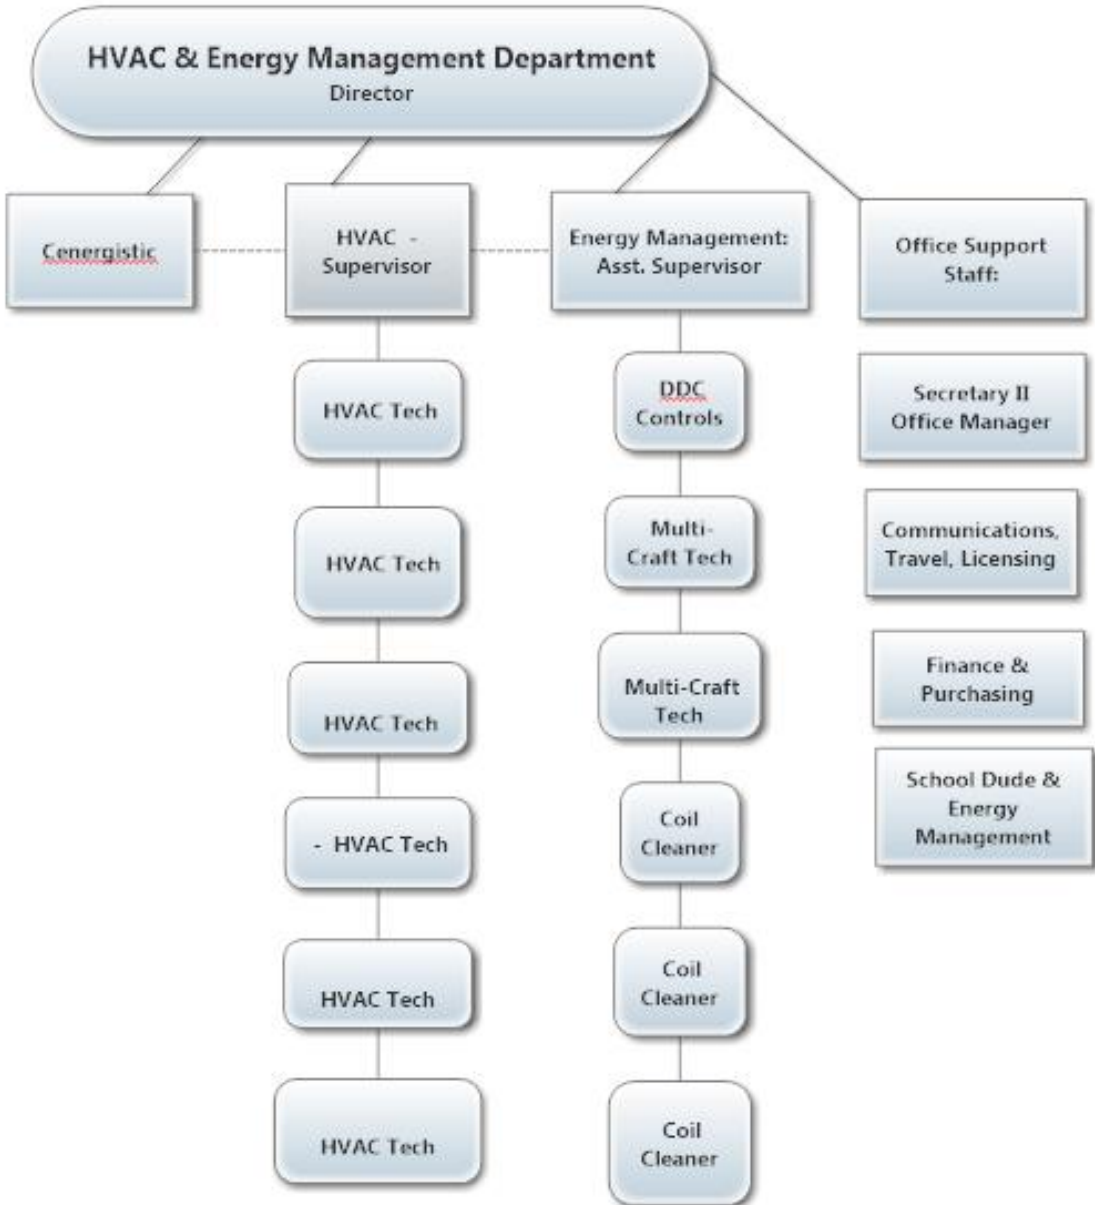 HVAC & Energy Management Department
Director
Cenergistic
HVAC -
Supervisor
Energy Management:
Asst. Supervisor
Office Support
Staff:
HVAC Tech
HVAC Tech
HVAC Tech
- HVAC Tech
HVAC Tech
HVAC Tech
DDC
Controls
Multi-
Craft Tech
Multi-Craft
Tech
Coil
Cleaner
Coil
Cleaner
Coil
Cleaner
Secretary II
Office Manager
Communications,
Travel, Licensing
Finance &
Purchasing
School Dude &
Energy
Management